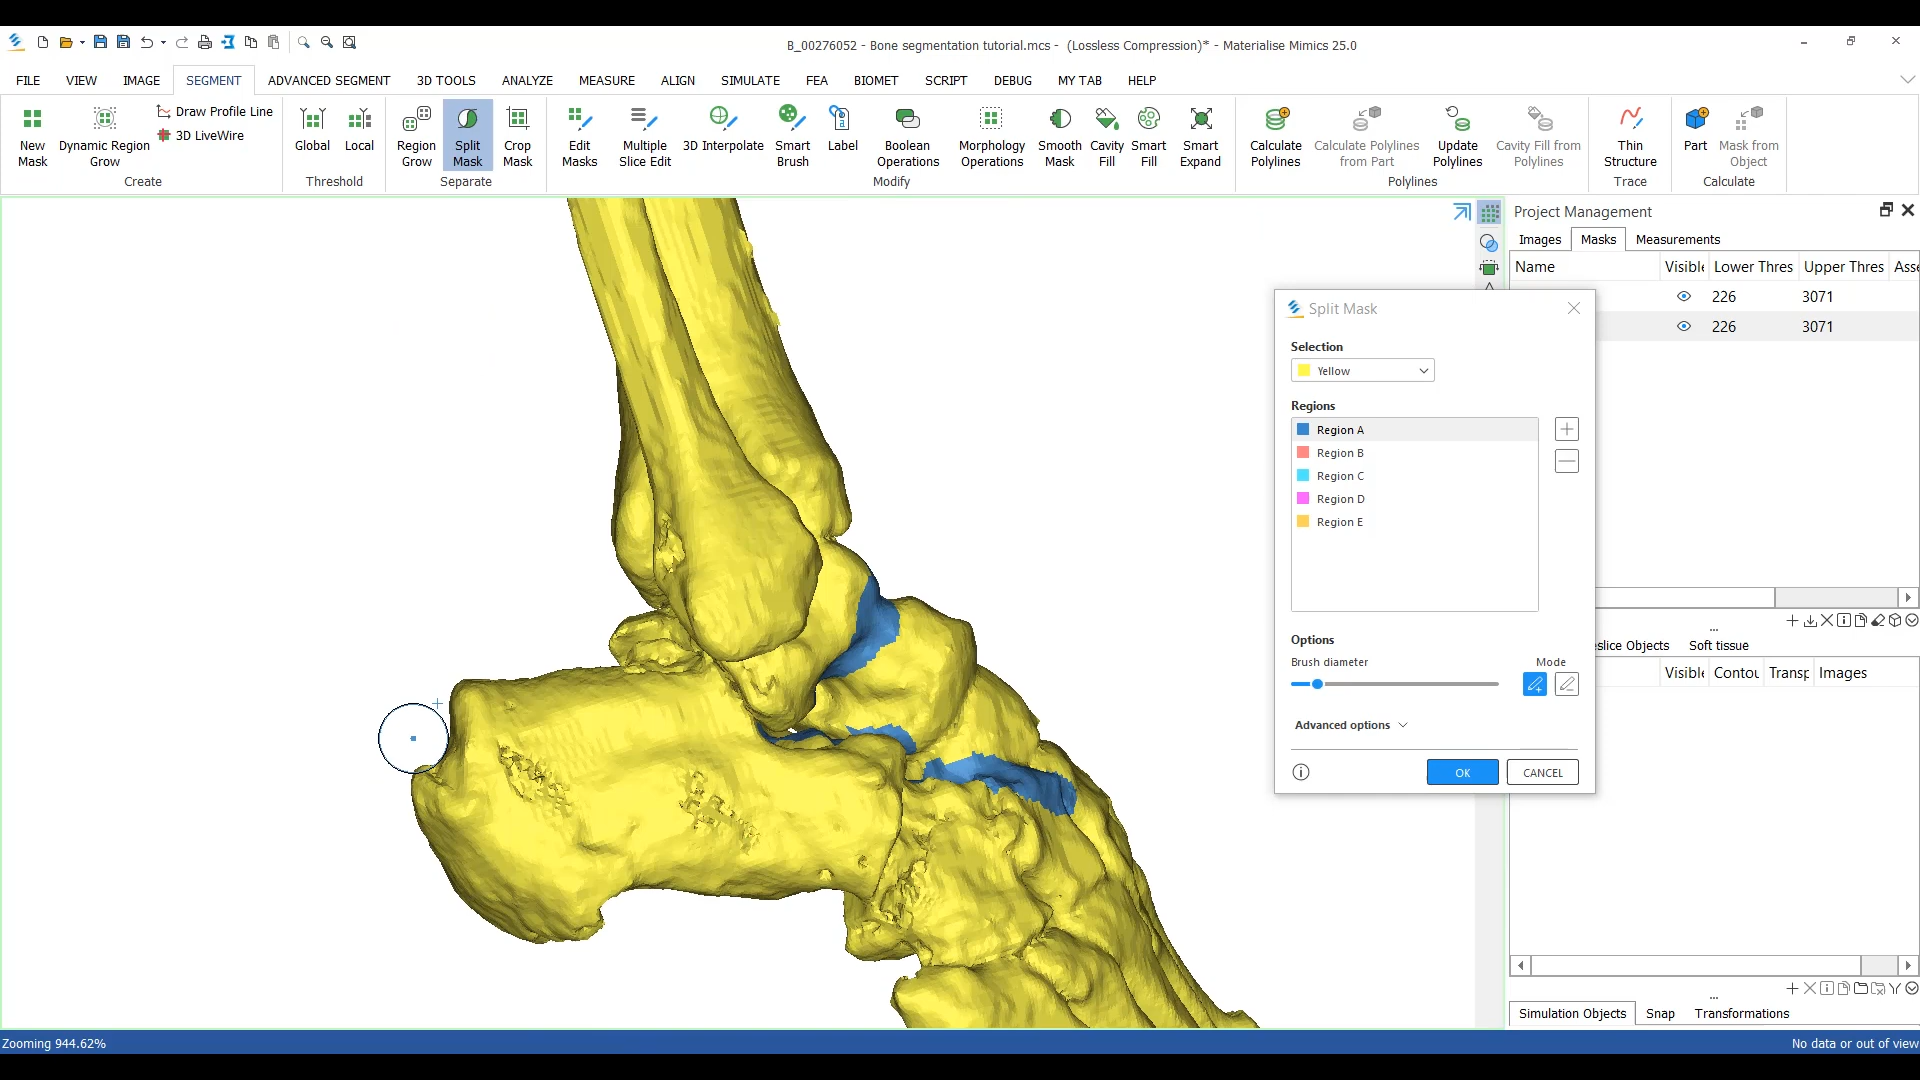 B_00276052 - Bone segmentation tutorial.mcs - (Lossless Compression)* - Materialise Mimics 25.0
FILE VIEW IMAGE SEGMENT ADVANCED SEGMENT 3D TOOLS ANALYZE MEASURE ALIGN SIMULATE FEA BIOMET SCRIPT DEBUG MY TAB HELP
New Mask
Dynamic Region Grow
Draw Profile Line
3D LiveWire
Create
Global
Local
Threshold
Region Grow
Split Mask
Crop Mask
Separate
Edit Masks
Multiple Slice Edit
3D Interpolate
Smart Brush
Label
Boolean Operations
Morphology Operations
Smooth Mask
Cavity Fill
Smart Fill
Smart Expand
Modify
Calculate Polylines
Calculate Polylines from Part
Update Polylines
Cavity Fill from Polylines
Polylines
Thin Structure
Trace
Part
Mask from Object
Calculate
Project Management
Images Masks Measurements
Name Visible Lower Thres Upper Thres Asse
226 3071
226 3071
Split Mask
Selection
Yellow
Regions
Region A
Region B
Region C
Region D
Region E
Options
Brush diameter Mode
Advanced options
OK CANCEL
slice Objects Soft tissue
Visible Contou Transp Images
Simulation Objects Snap Transformations
Zooming 944.62% No data or out of view